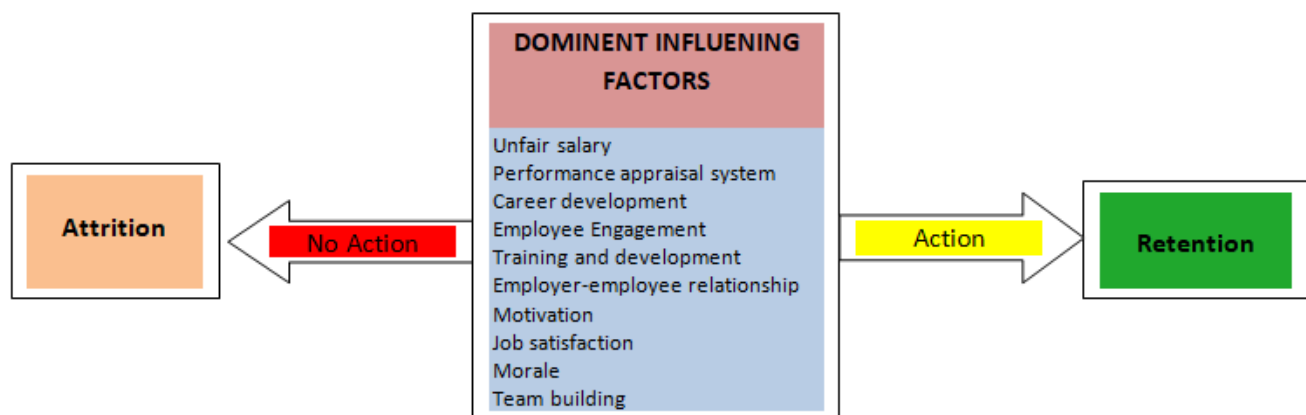 DOMINENT INFLUENING
FACTORS
Unfair salary
Performance appraisal system
Career development
Employee Engagement
Training and development
Employer-employee relationship
Motivation
Job satisfaction
Morale
Team building
Attrition
No Action
Action
Retention